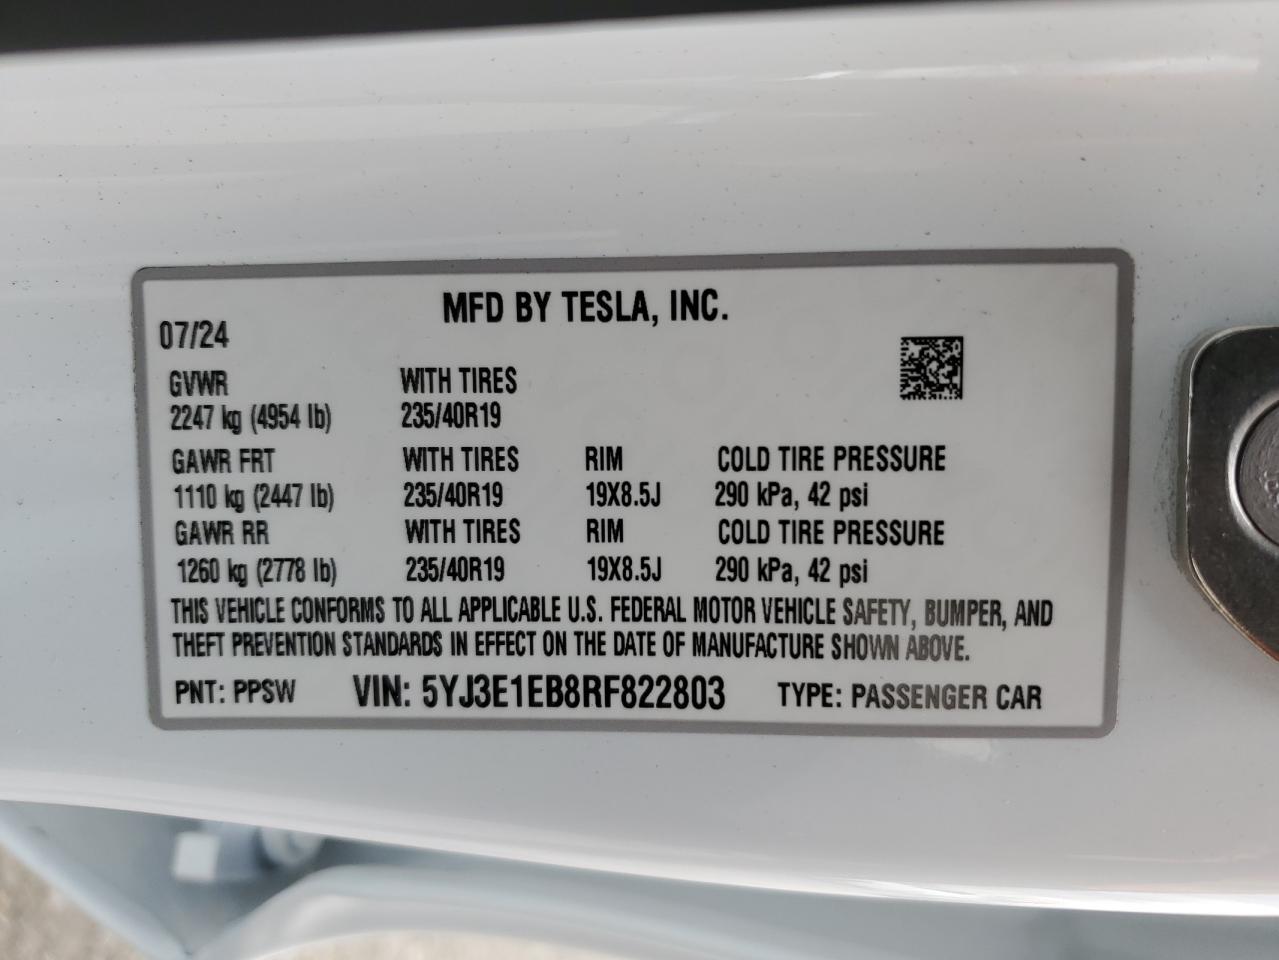 MFD BY TESLA, INC.
07/24
GVWR WITH TIRES
2247 kg (4954 lb) 235/40R19
GAWR FRT WITH TIRES RIM COLD TIRE PRESSURE
1110 kg (2447 lb) 235/40R19 19X8.5J 290 kPa, 42 psi
GAWR RR WITH TIRES RIM COLD TIRE PRESSURE
1260 kg (2778 lb) 235/40R19 19X8.5J 290 kPa, 42 psi
THIS VEHICLE CONFORMS TO ALL APPLICABLE U.S. FEDERAL MOTOR VEHICLE SAFETY, BUMPER, AND
THEFT PREVENTION STANDARDS IN EFFECT ON THE DATE OF MANUFACTURE SHOWN ABOVE.
PNT: PPSW VIN: 5YJ3E1EB8RF822803 TYPE: PASSENGER CAR